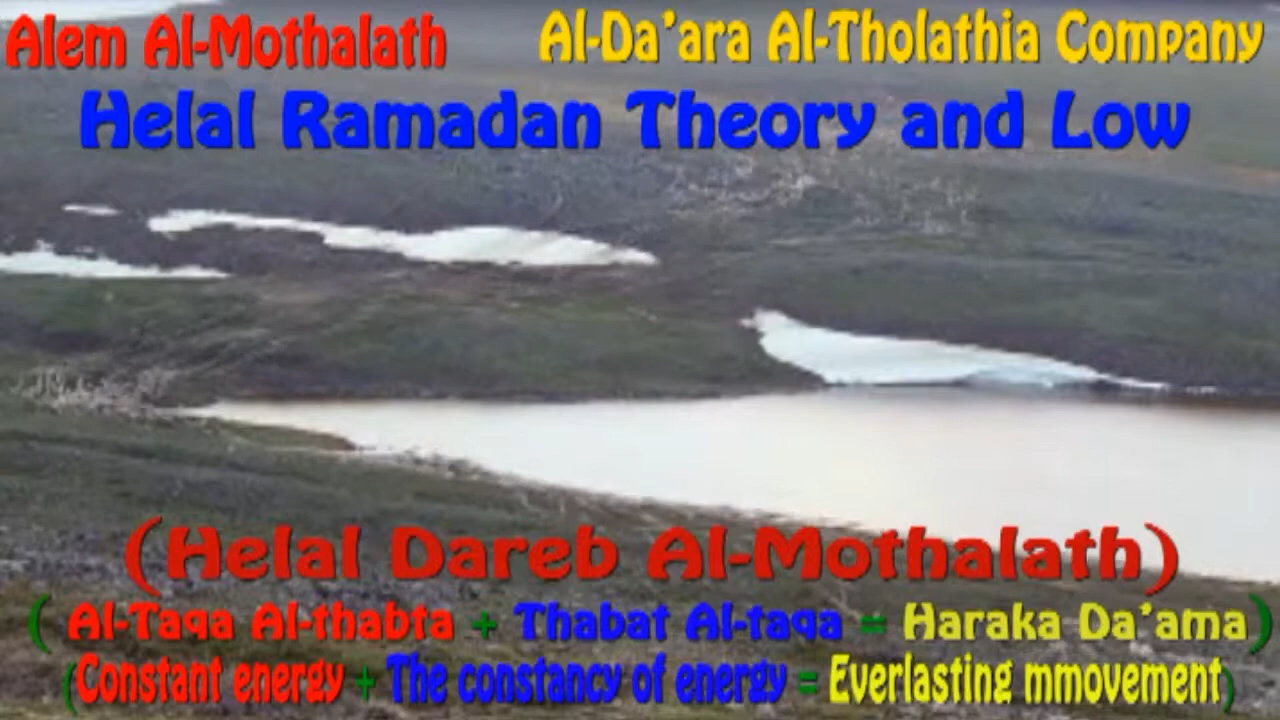 Alem Al-Mothalath Al-Da'ara Al-Tholathia Company
Helal Ramadan Theory and Low
(Helal Dareb Al-Mothalath)
( Al-Taqa Al-thabta + Thabat Al-taqa = Haraka Da'ama)
(Constant energy + The constancy of energy = Everlasting mmovement)